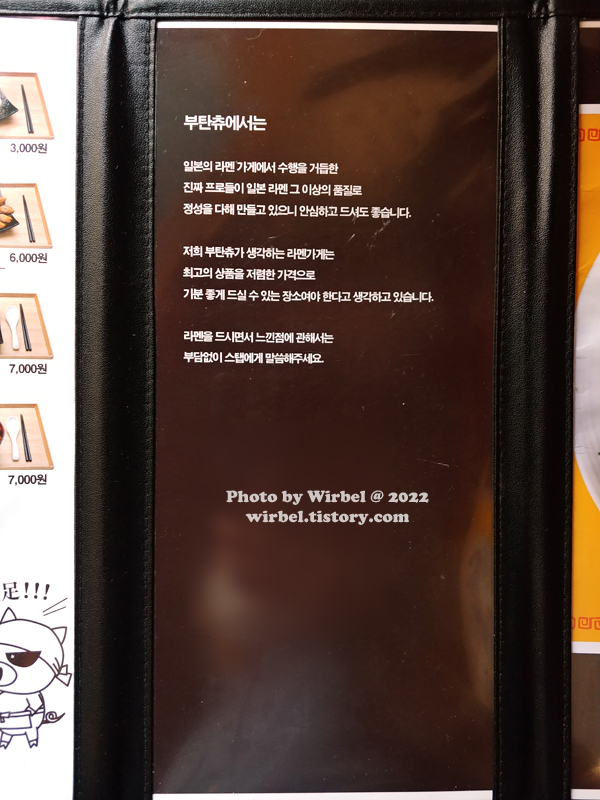 3,000원
6,000원
7,000원
7,000원
足!!!
부탄츄에서는
일본의 라멘 가게에서 수행을 거듭한
진짜 프로들이 일본 라멘 그 이상의 품질로
정성을 다해 만들고 있으니 안심하고 드셔도 좋습니다.
저희 부탄츄가 생각하는 라멘가게는
최고의 상품을 저렴한 가격으로
기분 좋게 드실 수 있는 장소여야 한다고 생각하고 있습니다.
라멘을 드시면서 느낀점에 관해서는
부담없이 스탭에게 말씀해주세요.
Photo by Wirbel @ 2022
wirbel.tistory.com